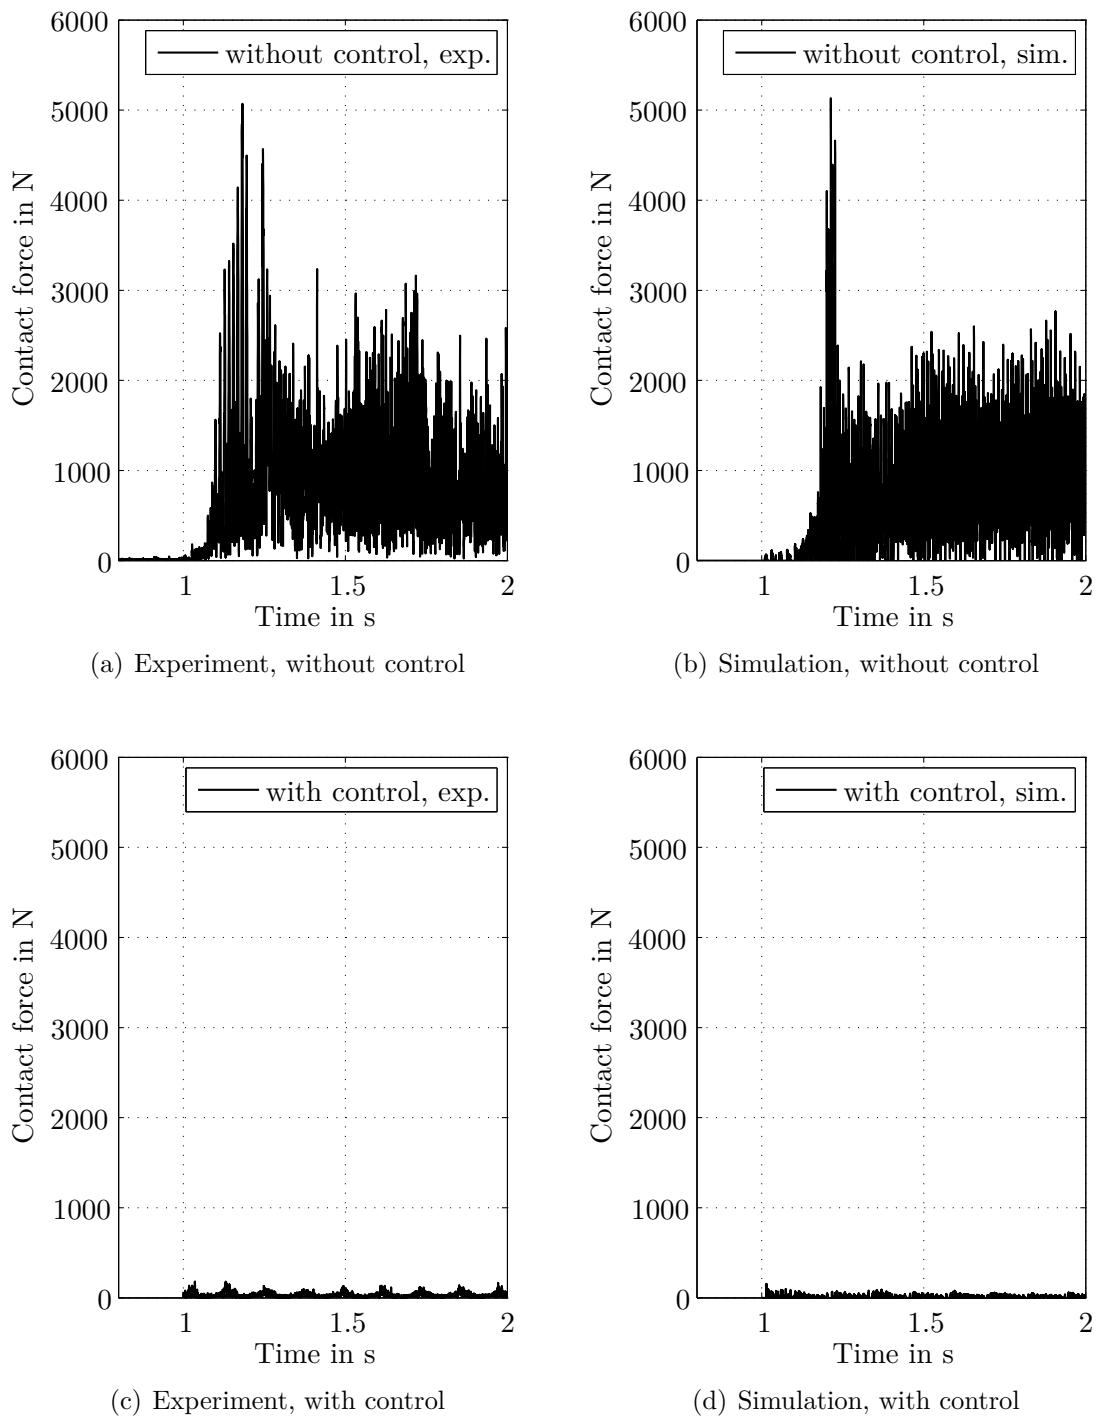 without control, exp.
6000
5000
4000
3000
2000
1000
0
Contact force in N
1
1.5
2
Time in s
(a) Experiment, without control
without control, sim.
6000
5000
4000
3000
2000
1000
0
Contact force in N
1
1.5
2
Time in s
(b) Simulation, without control
with control, exp.
6000
5000
4000
3000
2000
1000
0
Contact force in N
1
1.5
2
Time in s
(c) Experiment, with control
with control, sim.
6000
5000
4000
3000
2000
1000
0
Contact force in N
1
1.5
2
Time in s
(d) Simulation, with control